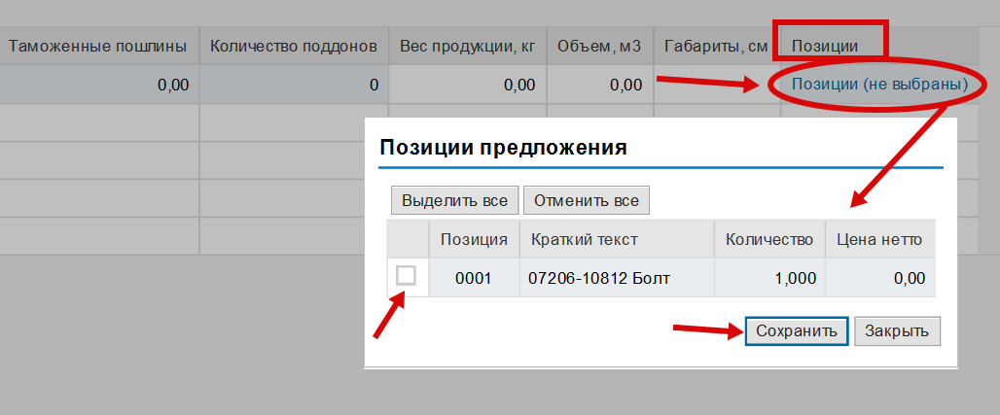 Таможенные пошлины Количество поддонов Вес продукции, кг Объем, м3 Габариты, см Позиции
0,00 0 0,00 0,00 Позиции (не выбраны)
Позиции предложения
Выделить все Отменить все
Позиция Краткий текст Количество Цена нетто
0001 07206-10812 Болт 1,000 0,00
Сохранить Закрыть